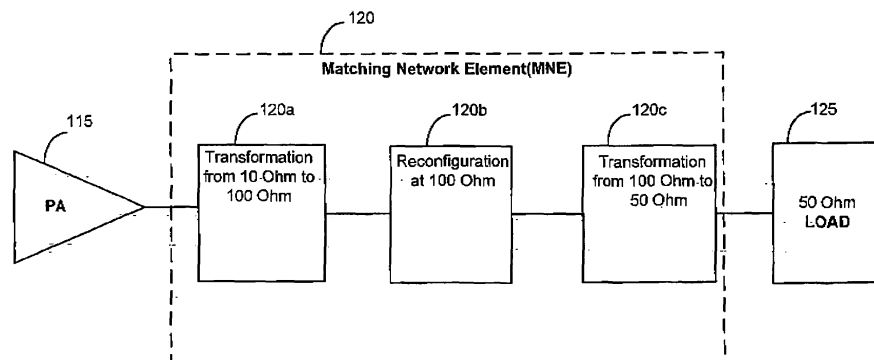 120
Matching Network Element(MNE)
115
120a
120b
120c
125
PA
Transformation
from 10 Ohm to
100 Ohm
Reconfiguration
at 100 Ohm
Transformation
from 100 Ohm to
50 Ohm
50 Ohm
LOAD